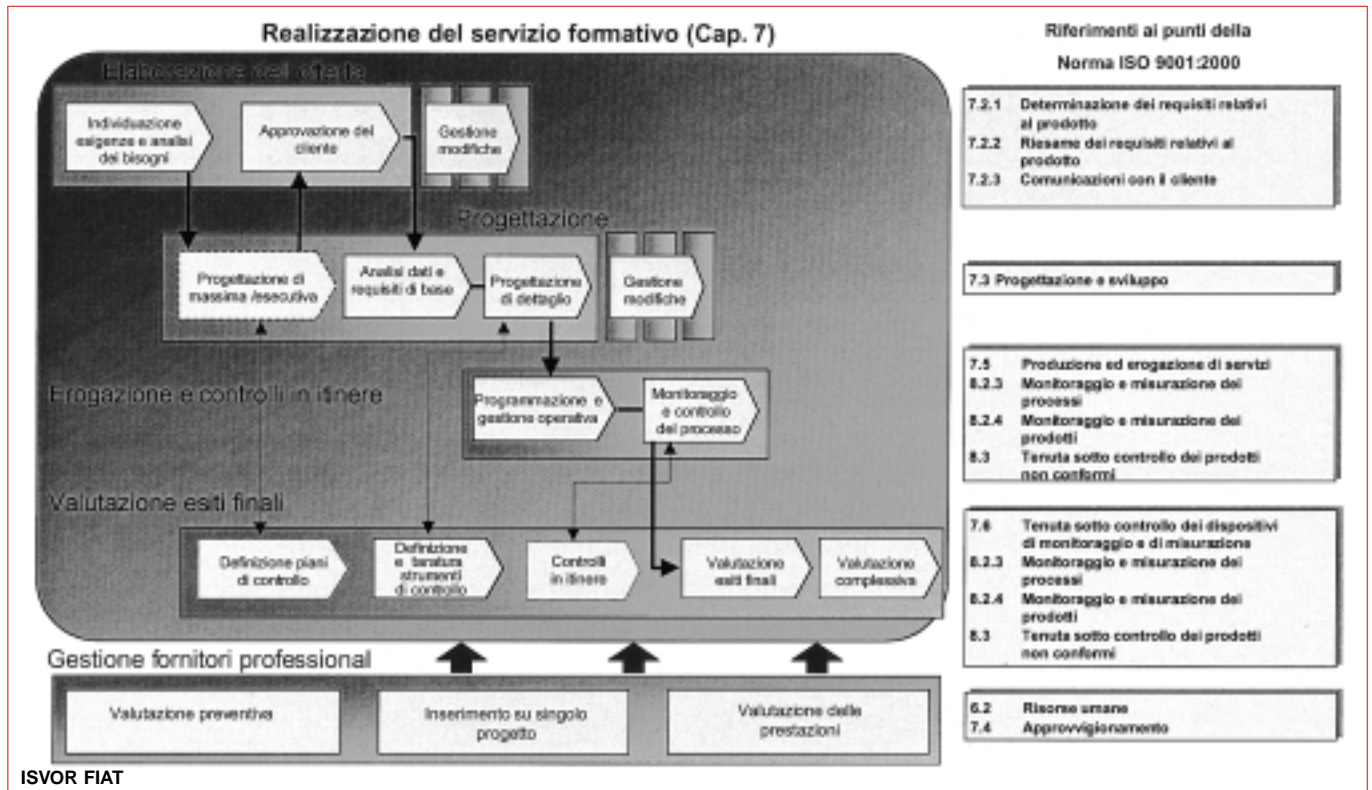 Realizzazione del servizio formativo (Cap. 7)
Riferimenti ai punti della
Norma ISO 9001:2000
Elaborazione dell'offerta
Individuazione
esigenze e analisi
dei bisogni
Approvazione del
cliente
Gestione
modifiche
7.2.1 Determinazione dei requisiti relativi
al prodotto
7.2.2 Riesame dei requisiti relativi al
prodotto
7.2.3 Comunicazioni con il cliente
Progettazione
Progettazione di
massima /esecutiva
Analisi dati e
requisiti di base
Progettazione
di dettaglio
Gestione
modifiche
7.3 Progettazione e sviluppo
Erogazione e controlli in itinere
Programmazione e
gestione operativa
Monitoraggio
e controllo
del processo
7.5 Produzione ed erogazione di servizi
8.2.3 Monitoraggio e misurazione dei
processi
8.2.4 Monitoraggio e misurazione dei
prodotti
8.3 Tenuta sotto controllo dei prodotti
non conformi
Valutazione esiti finali
Definizione piani
di controllo
Definizione
e taratura
strumenti
di controllo
Controlli
in itinere
Valutazione
esiti finali
Valutazione
complessiva
7.6 Tenuta sotto controllo dei dispositivi
di monitoraggio e di misurazione
8.2.3 Monitoraggio e misurazione dei
processi
8.2.4 Monitoraggio e misurazione dei
prodotti
8.3 Tenuta sotto controllo dei prodotti
non conformi
Gestione fornitori professional
Valutazione preventiva
Inserimento su singolo
progetto
Valutazione delle
prestazioni
6.2 Risorse umane
7.4 Approvvigionamento
ISVOR FIAT